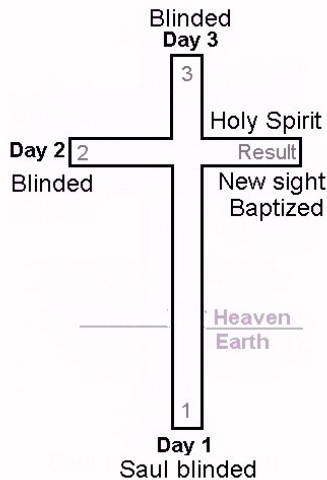 Blinded
Day 3
3
Holy Spirit
Day 2 2 Result
Blinded New sight
Baptized
Heaven
Earth
1
Day 1
Saul blinded